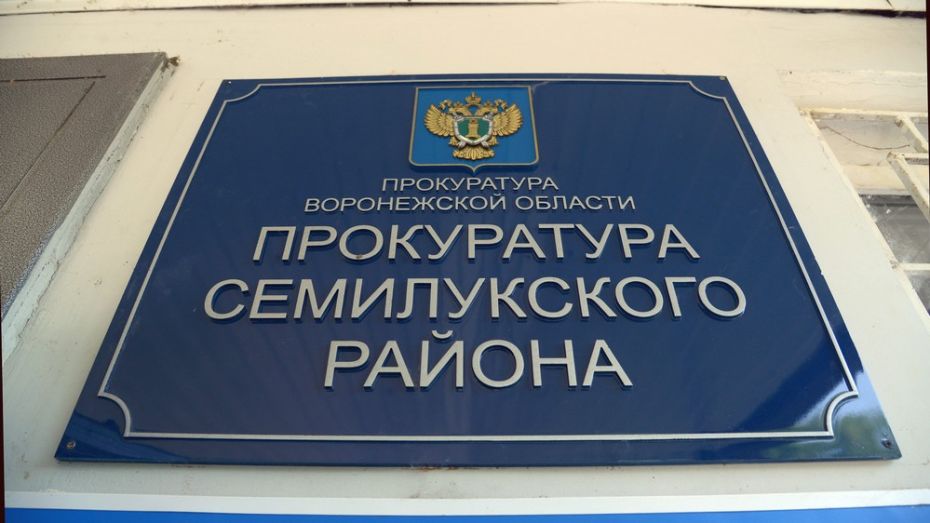 ПРОКУРАТУРА
ВОРОНЕЖСКОЙ ОБЛАСТИ
ПРОКУРАТУРА
СЕМИЛУКСКОГО
РАЙОНА